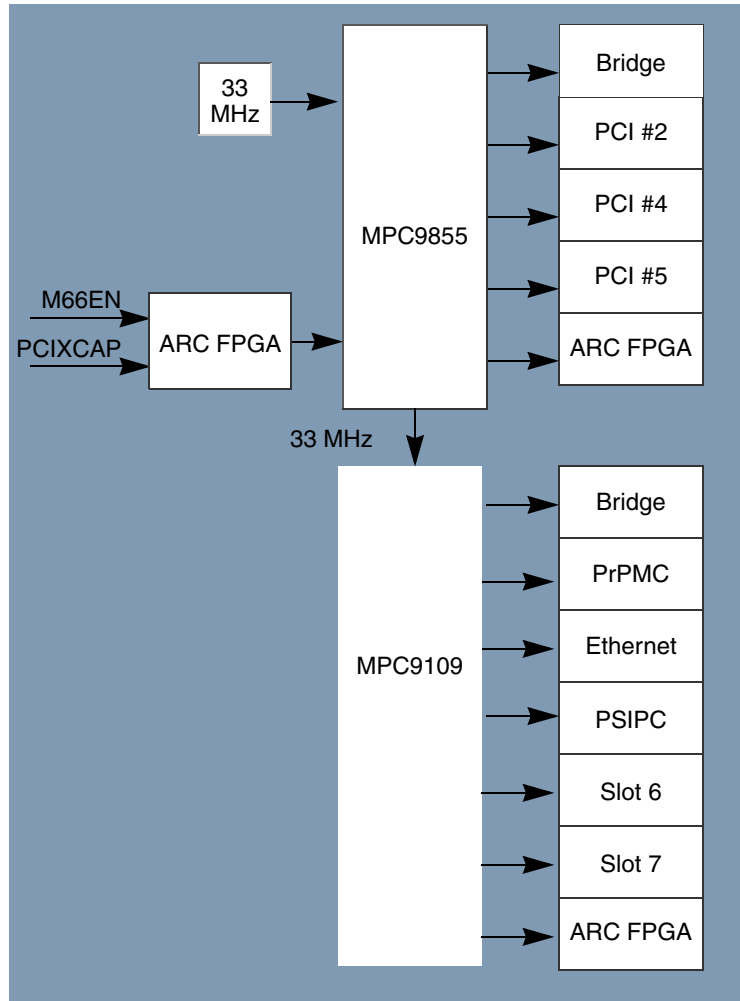 33
MHz
M66EN
PCIXCAP
ARC FPGA
MPC9855
Bridge
PCI #2
PCI #4
PCI #5
ARC FPGA
33 MHz
MPC9109
Bridge
PrPMC
Ethernet
PSIPC
Slot 6
Slot 7
ARC FPGA